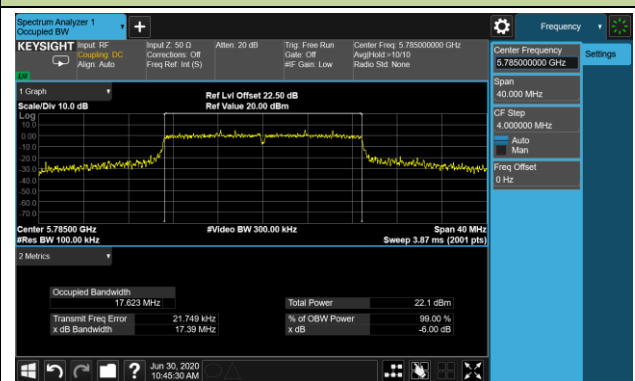 Spectrum Analyzer 1
Occupied BW
Frequency
KEYSIGHT
Input: RF
Coupling: DC
Align: Auto
Input Z: 50 Ω
Corrections: Off
Freq Ref: Int (S)
Atten: 20 dB
Trig: Free Run
Gate: Off
#IF Gain: Low
Center Freq: 5.785000000 GHz
Avg|Hold:>10/10
Radio Std: None
Center Frequency
5.785000000 GHz
Settings
Span
40.000 MHz
CF Step
4.000000 MHz
Auto
Man
Freq Offset
0 Hz
1 Graph
Scale/Div 10.0 dB
Ref Lvl Offset 22.50 dB
Ref Value 20.00 dBm
Log
10.0
0.00
-10.0
-20.0
-30.0
-40.0
-50.0
-60.0
-70.0
Center 5.78500 GHz
#Res BW 100.00 kHz
#Video BW 300.00 kHz
Span 40 MHz
Sweep 3.87 ms (2001 pts)
2 Metrics
Occupied Bandwidth
17.623 MHz
Total Power
22.1 dBm
Transmit Freq Error
21.749 kHz
% of OBW Power
99.00 %
x dB Bandwidth
17.39 MHz
x dB
-6.00 dB
?
Jun 30, 2020
10:45:30 AM